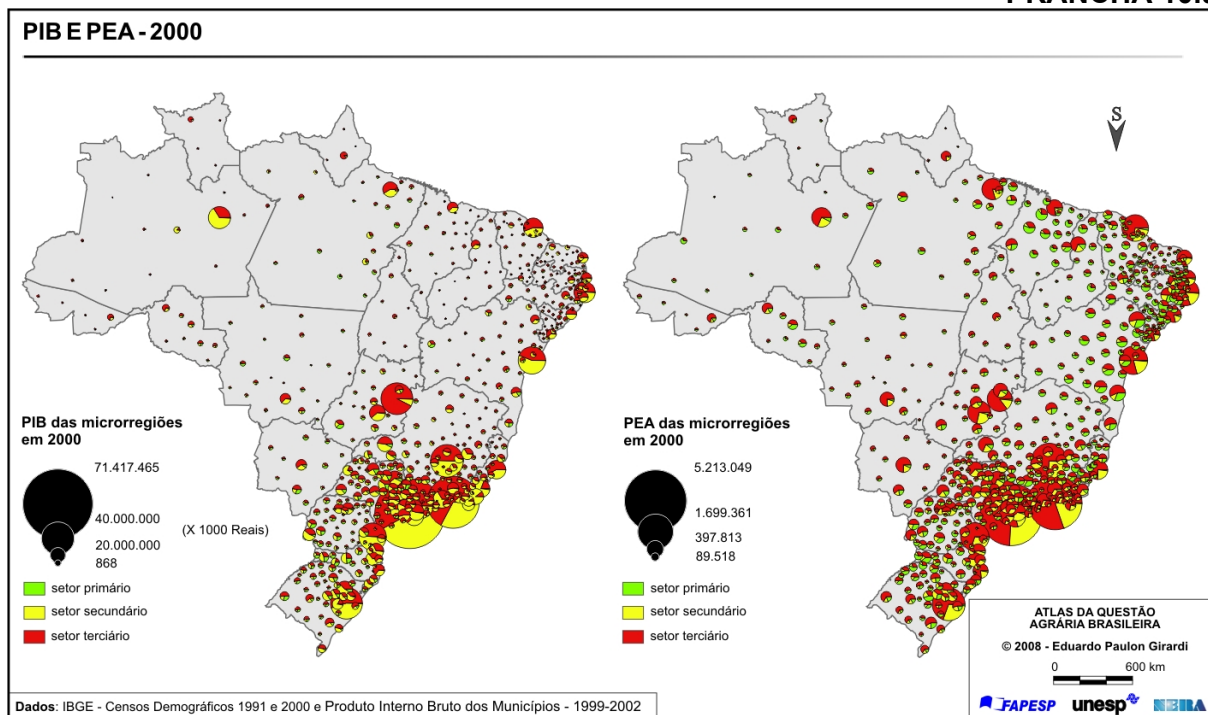 PIB E PEA - 2000
S
PIB das microrregiões
em 2000
71.417.465
40.000.000
20.000.000
868
(X 1000 Reais)
setor primário
setor secundário
setor terciário
PEA das microrregiões
em 2000
5.213.049
1.699.361
397.813
89.518
setor primário
setor secundário
setor terciário
ATLAS DA QUESTÃO
AGRÁRIA BRASILEIRA
© 2008 - Eduardo Paulon Girardi
0 600 km
FAPESP unesp NERA
Dados: IBGE - Censos Demográficos 1991 e 2000 e Produto Interno Bruto dos Municípios - 1999-2002